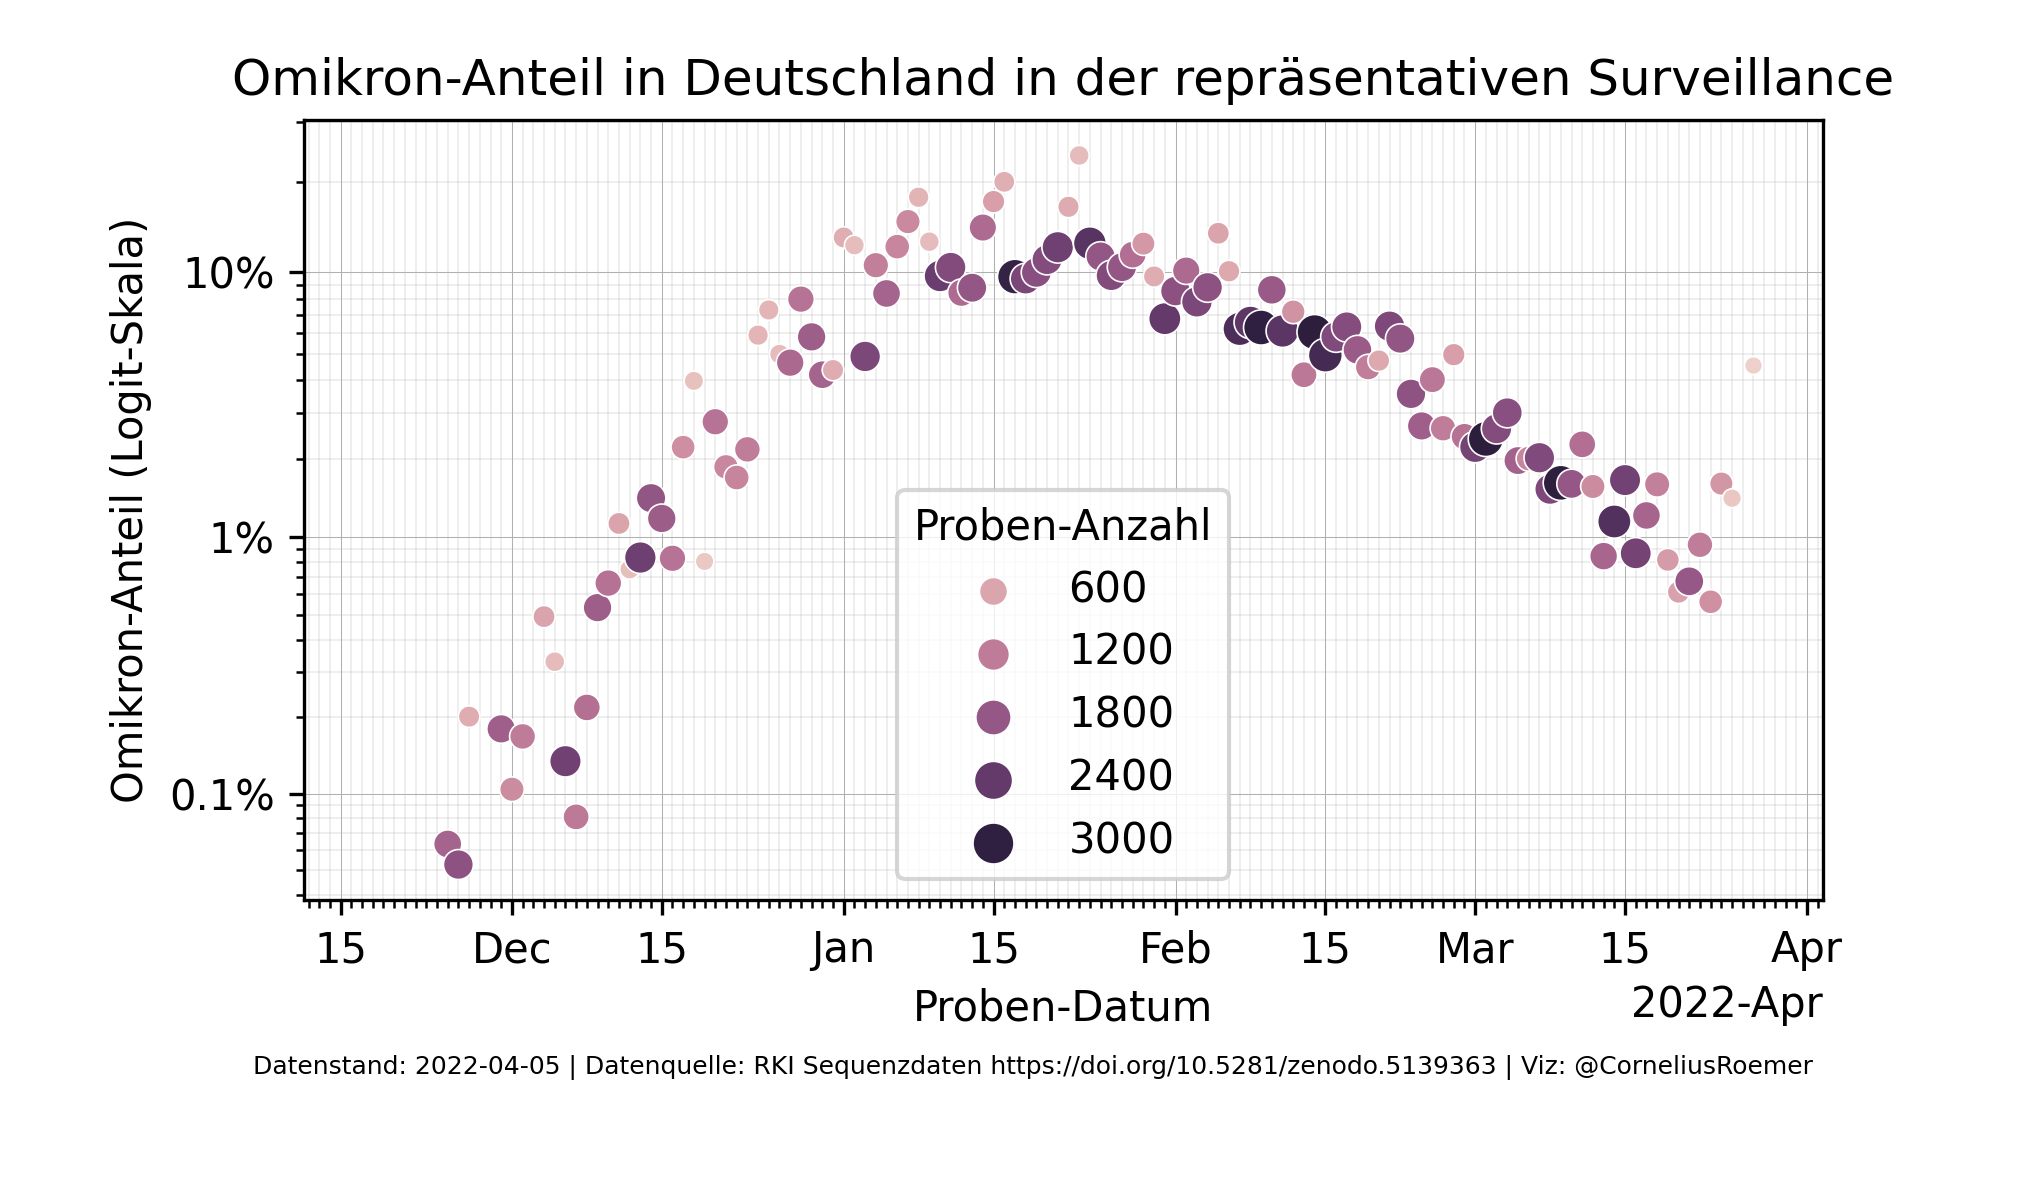 Omikron-Anteil in Deutschland in der repräsentativen Surveillance
Omikron-Anteil (Logit-Skala)
10%
1%
0.1%
Proben-Anzahl
600
1200
1800
2400
3000
15 Dec 15 Jan 15 Feb 15 Mar 15 Apr
Proben-Datum
2022-Apr
Datenstand: 2022-04-05 | Datenquelle: RKI Sequenzdaten https://doi.org/10.5281/zenodo.5139363 | Viz: @CorneliusRoemer